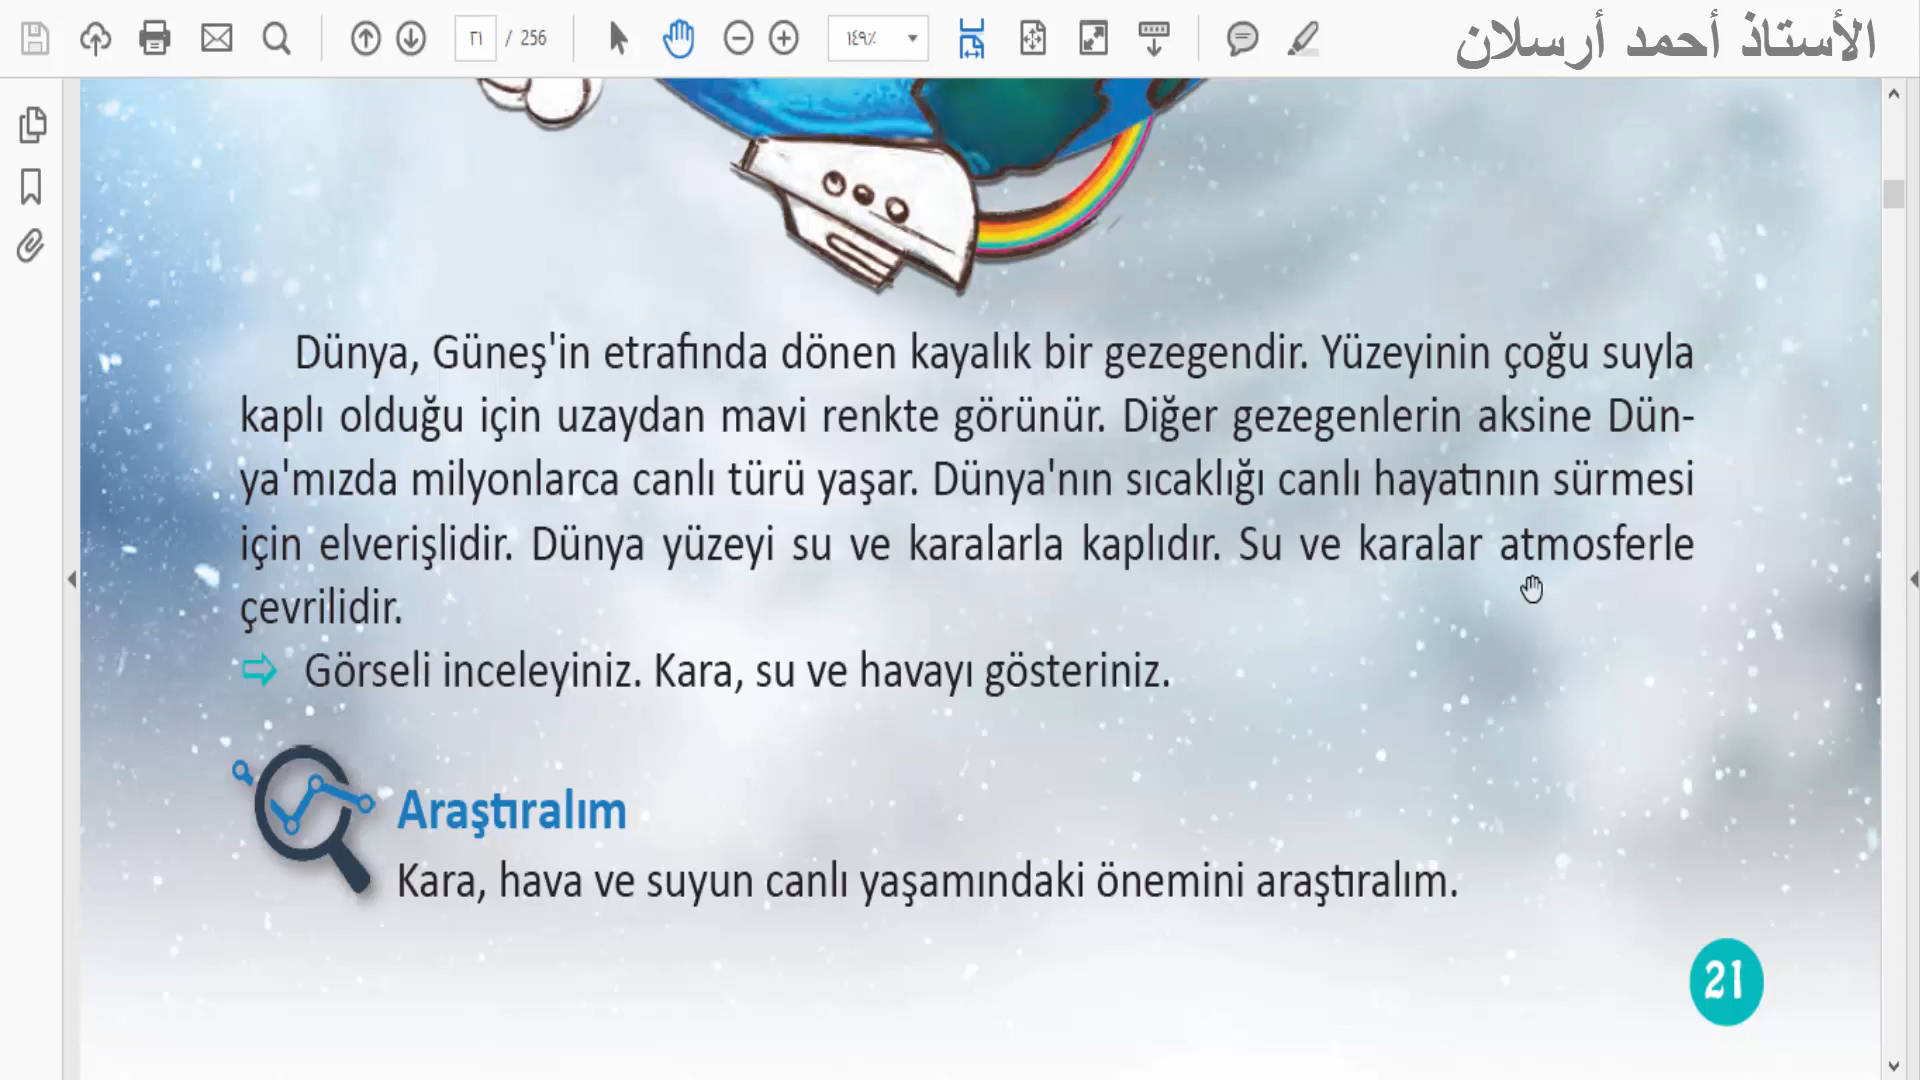 ٢١ / 256 ١٤٩٪ الأستاذ أحمد أرسلان
Dünya, Güneş'in etrafında dönen kayalık bir gezegendir. Yüzeyinin çoğu suyla
kaplı olduğu için uzaydan mavi renkte görünür. Diğer gezegenlerin aksine Dün-
ya'mızda milyonlarca canlı türü yaşar. Dünya'nın sıcaklığı canlı hayatının sürmesi
için elverişlidir. Dünya yüzeyi su ve karalarla kaplıdır. Su ve karalar atmosferle
çevrilidir.
Görseli inceleyiniz. Kara, su ve havayı gösteriniz.
Araştıralım
Kara, hava ve suyun canlı yaşamındaki önemini araştıralım.
21